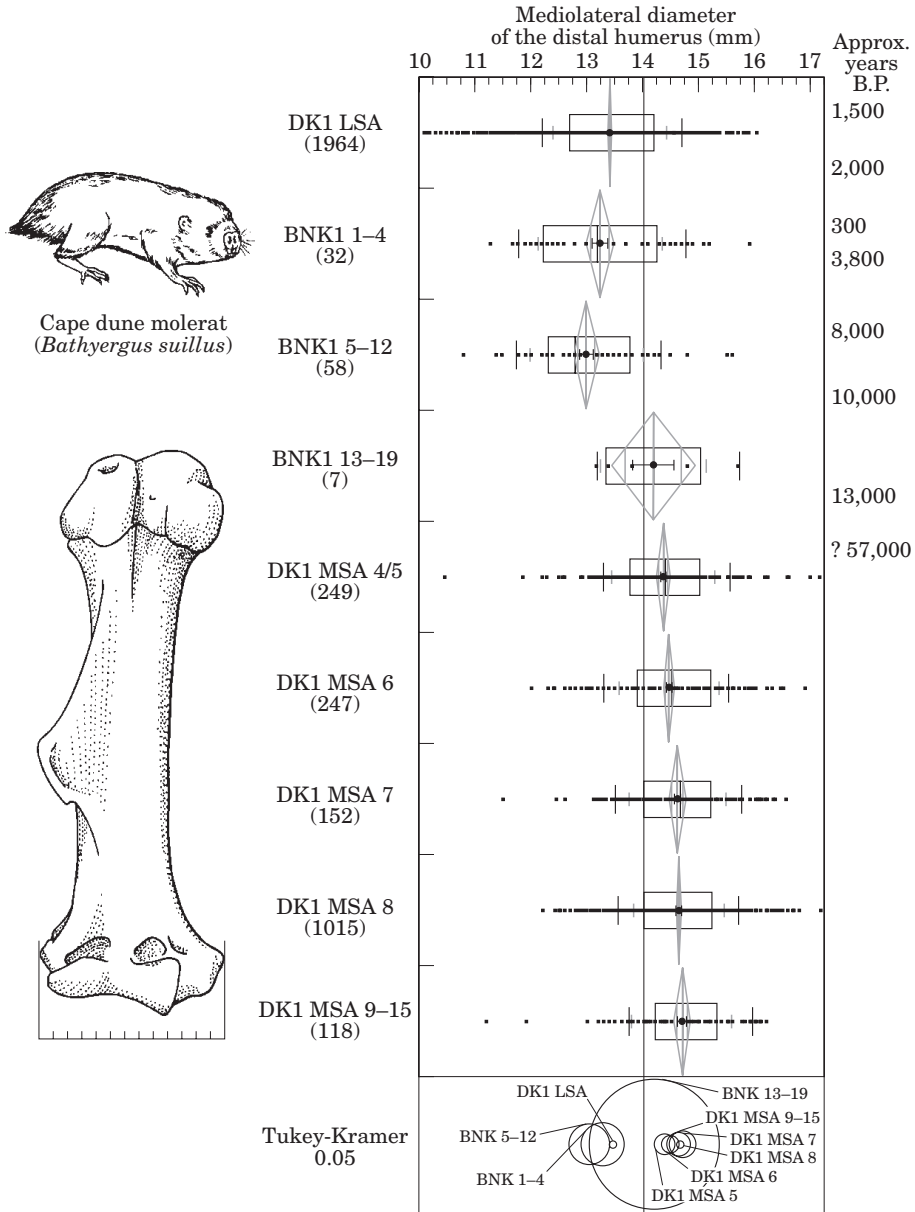 Mediolateral diameter
of the distal humerus (mm)
10 11 12 13 14 15 16 17
Approx.
years
B.P.
DK1 LSA
(1964)
1,500
2,000
BNK1 1–4
(32)
300
3,800
Cape dune molerat
(Bathyergus suillus)
BNK1 5–12
(58)
8,000
10,000
BNK1 13–19
(7)
13,000
? 57,000
DK1 MSA 4/5
(249)
DK1 MSA 6
(247)
DK1 MSA 7
(152)
DK1 MSA 8
(1015)
DK1 MSA 9–15
(118)
Tukey-Kramer
0.05
DK1 LSA
BNK 5–12
BNK 1–4
BNK 13–19
DK1 MSA 9–15
DK1 MSA 7
DK1 MSA 8
DK1 MSA 6
DK1 MSA 5